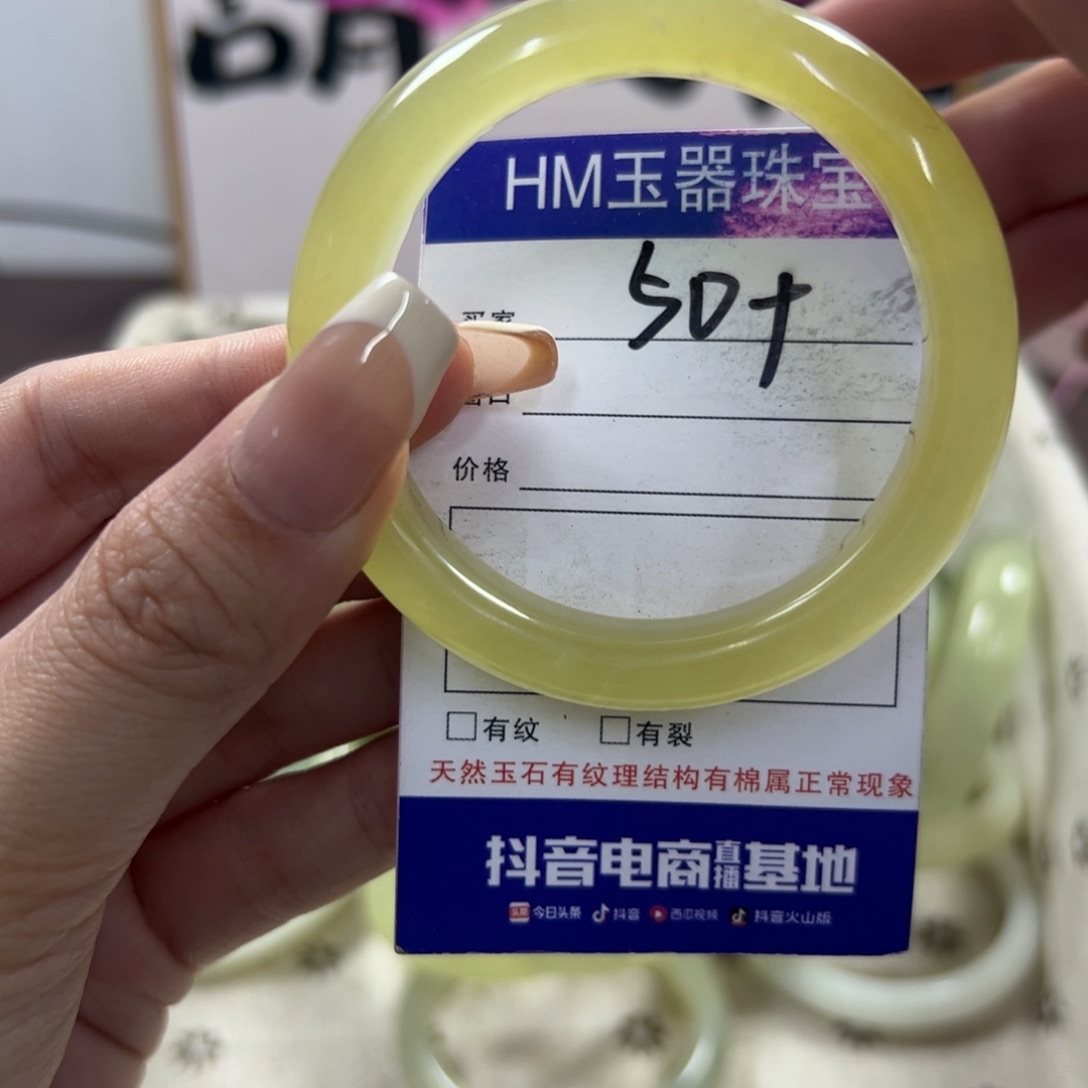 HM玉器珠宝
50+
买家
价格
有纹
有裂
天然玉石有纹理结构有棉属正常现象
抖音电商直播基地
今日头条 抖音 西瓜视频 抖音火山版